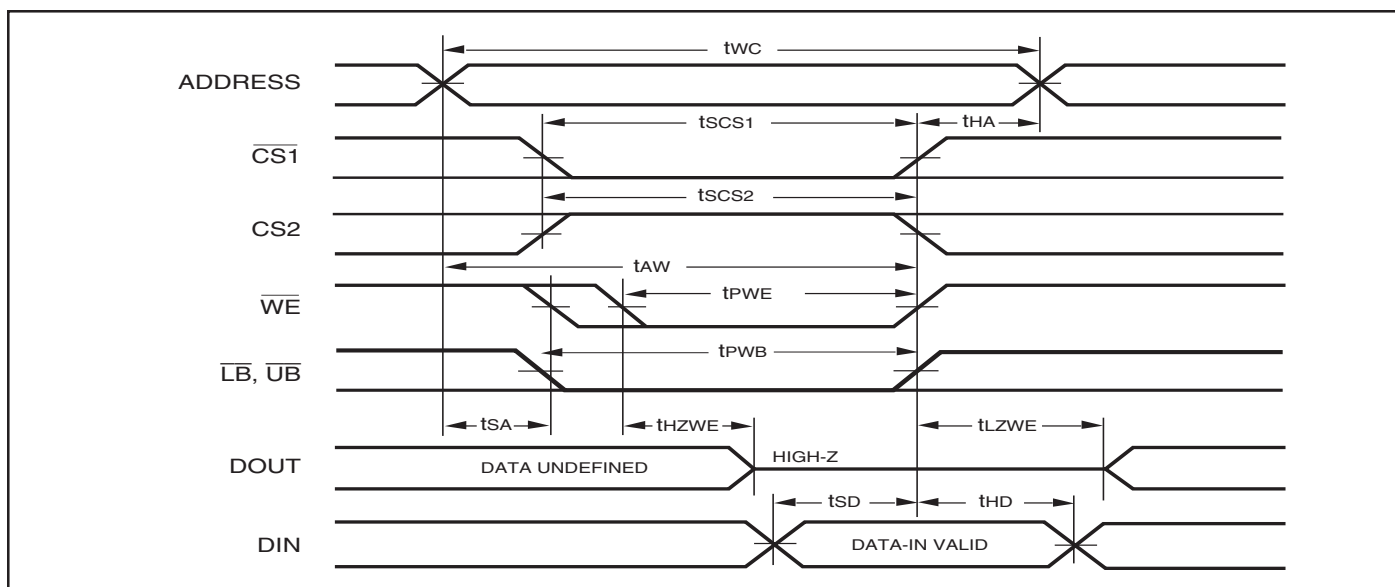 tWC
ADDRESS
tSCS1
tHA
CS1
tSCS2
CS2
tAW
tPWE
WE
tPWB
LB, UB
tSA
tHZWE
tLZWE
DOUT
DATA UNDEFINED
HIGH-Z
tSD
tHD
DIN
DATA-IN VALID